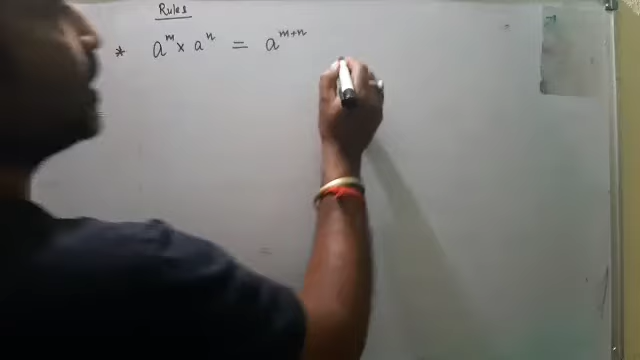 Rules
* a^m × a^n = a^{m+n}